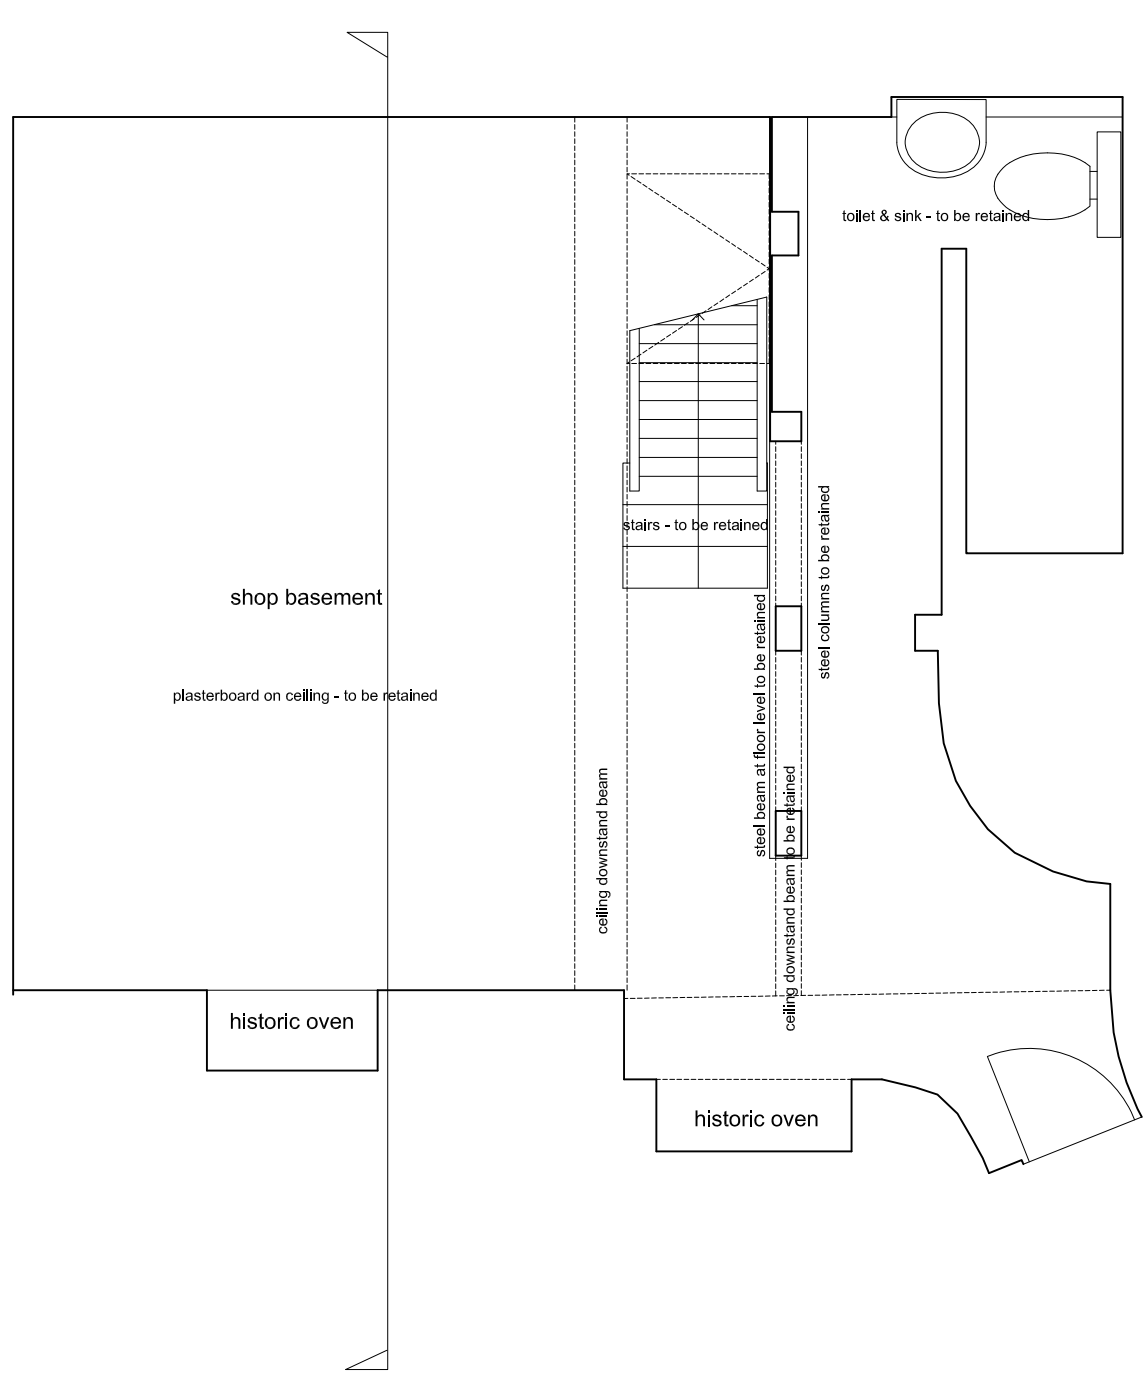 toilet & sink - to be retained
stairs - to be retained
steel columns to be retained
shop basement
steel beam at floor level to be retained
plasterboard on ceiling - to be retained
ceiling downstand beam
ceiling downstand beam to be retained
historic oven
historic oven